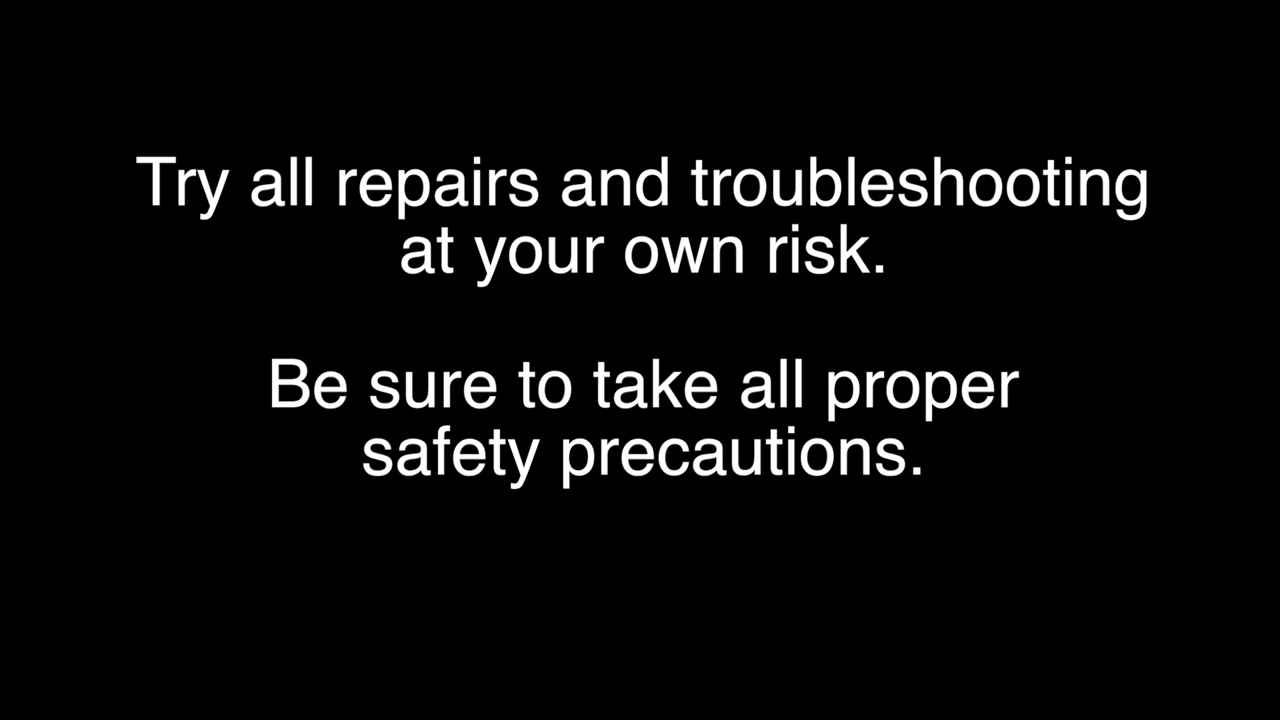 Try all repairs and troubleshooting
at your own risk.
Be sure to take all proper
safety precautions.